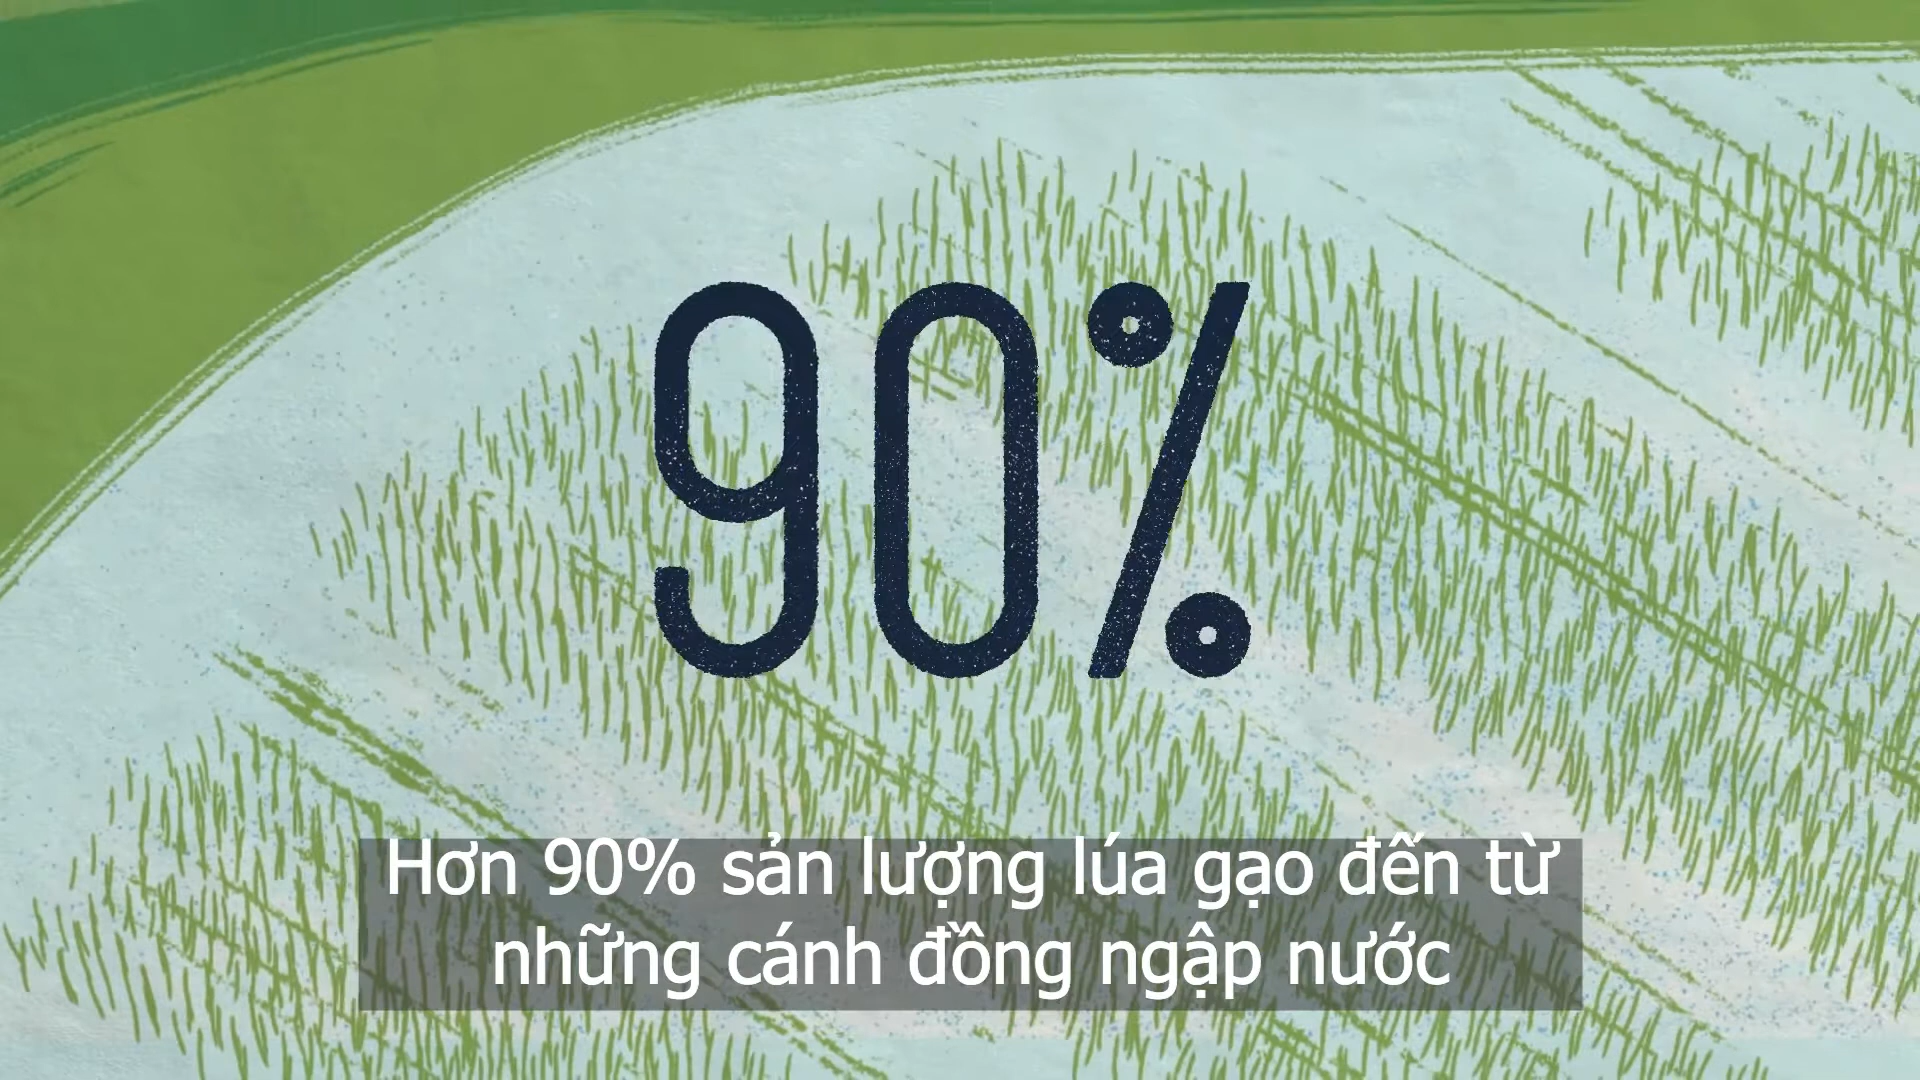 90%
Hơn 90% sản lượng lúa gạo đến từ
những cánh đồng ngập nước